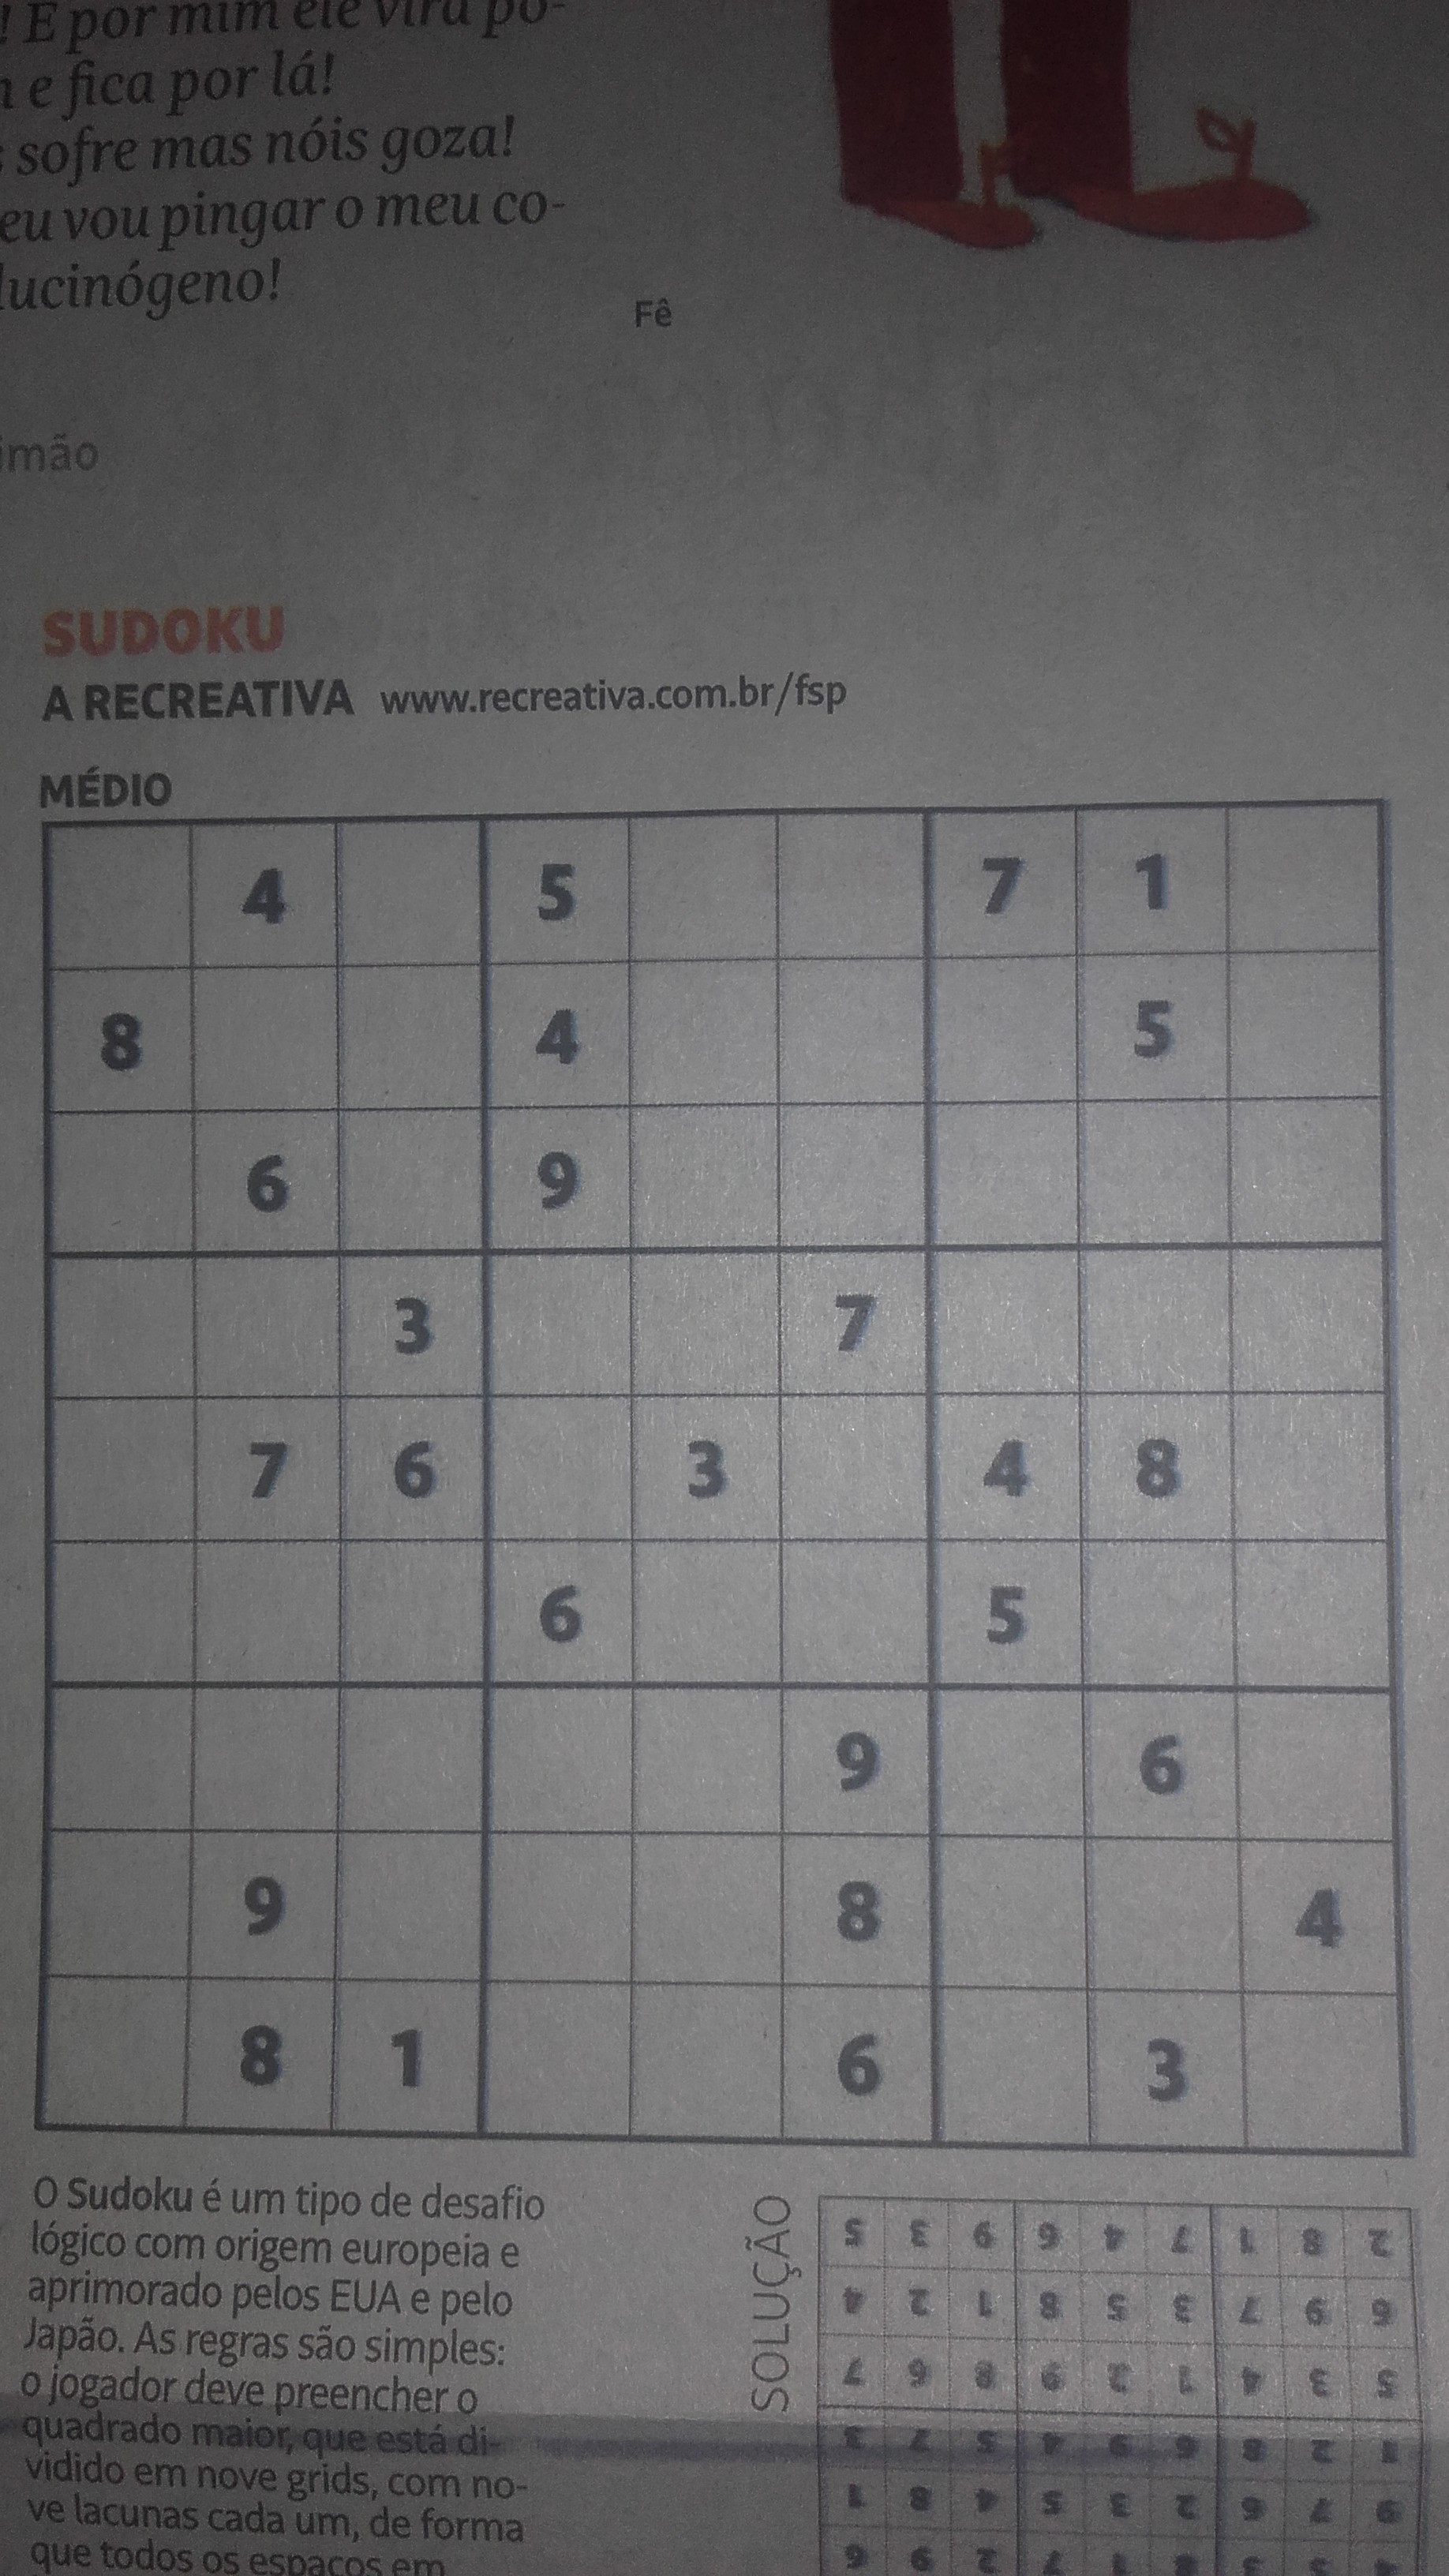 ! E por mim ele vira po-
e fica por lá!
sofre mas nóis goza!
eu vou pingar o meu co-
lucinógeno!
Fê
imão
SUDOKU
A RECREATIVA www.recreativa.com.br/fsp
MÉDIO
4 5 7 1
8 4 5
6 9
3 7
7 6 3 4 8
6 5
9 6
9 8 4
8 1 6 3
O Sudoku é um tipo de desafio
lógico com origem europeia e
aprimorado pelos EUA e pelo
Japão. As regras são simples:
o jogador deve preencher o
quadrado maior, que está di-
vidido em nove grids, com no-
ve lacunas cada um, de forma
que todos os espaços em
SOLUÇÃO